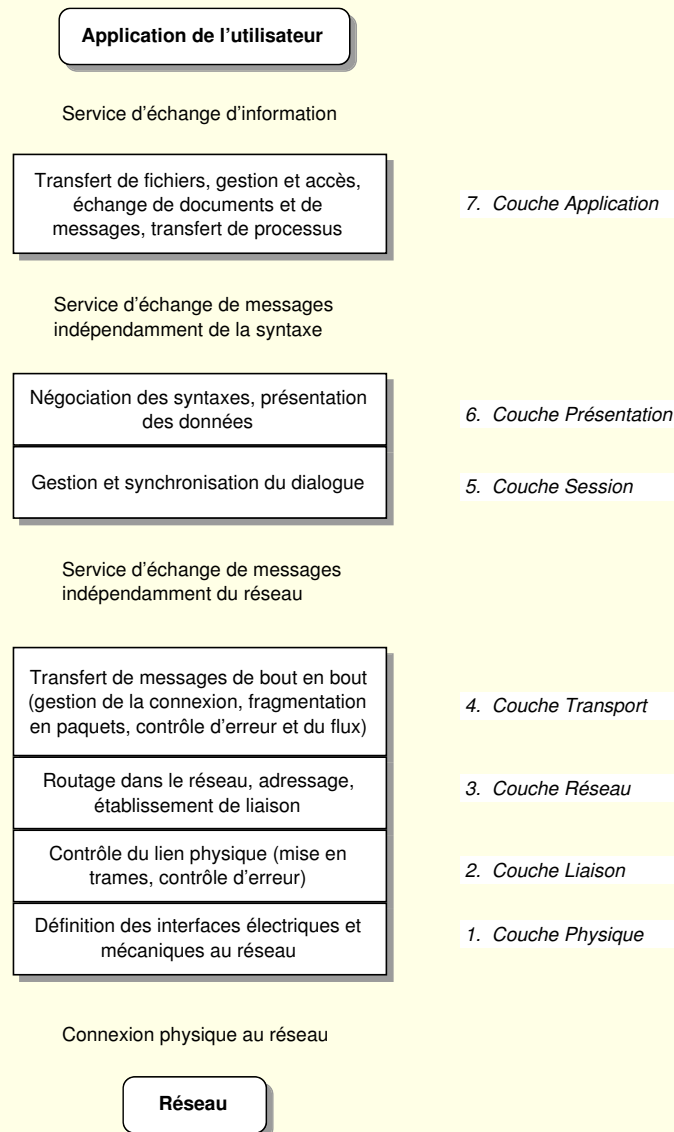 Application de l'utilisateur
Service d'échange d'information
Transfert de fichiers, gestion et accès,
échange de documents et de
messages, transfert de processus
7. Couche Application
Service d'échange de messages
indépendamment de la syntaxe
Négociation des syntaxes, présentation
des données
6. Couche Présentation
Gestion et synchronisation du dialogue
5. Couche Session
Service d'échange de messages
indépendamment du réseau
Transfert de messages de bout en bout
(gestion de la connexion, fragmentation
en paquets, contrôle d'erreur et du flux)
4. Couche Transport
Routage dans le réseau, adressage,
établissement de liaison
3. Couche Réseau
Contrôle du lien physique (mise en
trames, contrôle d'erreur)
2. Couche Liaison
Définition des interfaces électriques et
mécaniques au réseau
1. Couche Physique
Connexion physique au réseau
Réseau